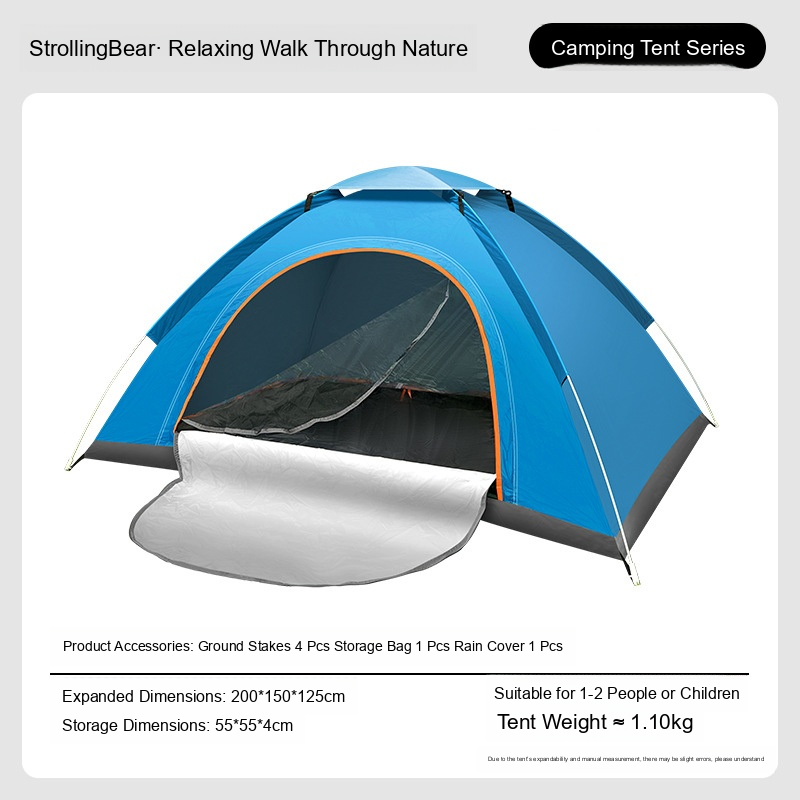 StrollingBear· Relaxing Walk Through Nature
Camping Tent Series
Product Accessories: Ground Stakes 4 Pcs Storage Bag 1 Pcs Rain Cover 1 Pcs
Expanded Dimensions: 200*150*125cm
Storage Dimensions: 55*55*4cm
Suitable for 1-2 People or Children
Tent Weight ≈ 1.10kg
Due to the tent's expandability and manual measurement, there may be slight errors, please understand